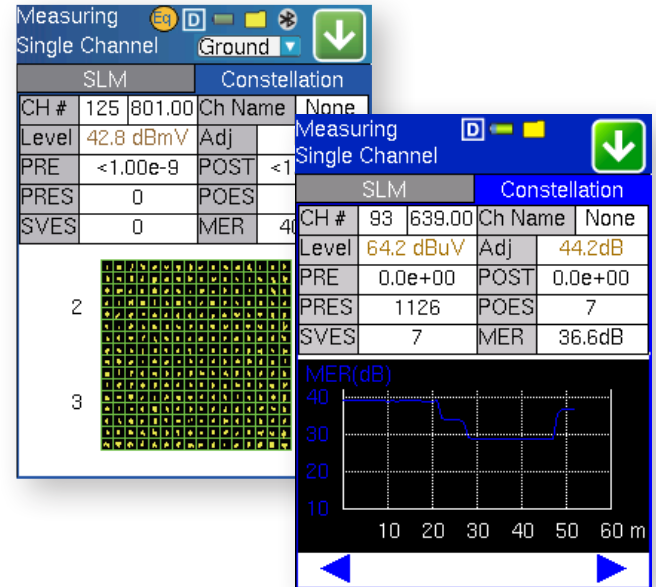 Measuring Eq D
Single Channel Ground
SLM Constellation
CH # 125 801.00 Ch Name None
Level 42.8 dBmV Adj
PRE <1.00e-9 POST <1
PRES 0 POES
SVES 0 MER
2
3
Measuring D
Single Channel
SLM Constellation
CH # 93 639.00 Ch Name None
Level 64.2 dBuV Adj 44.2dB
PRE 0.0e+00 POST 0.0e+00
PRES 1126 POES 7
SVES 7 MER 36.6dB
MER(dB)
40
30
20
10
10 20 30 40 50 60 m